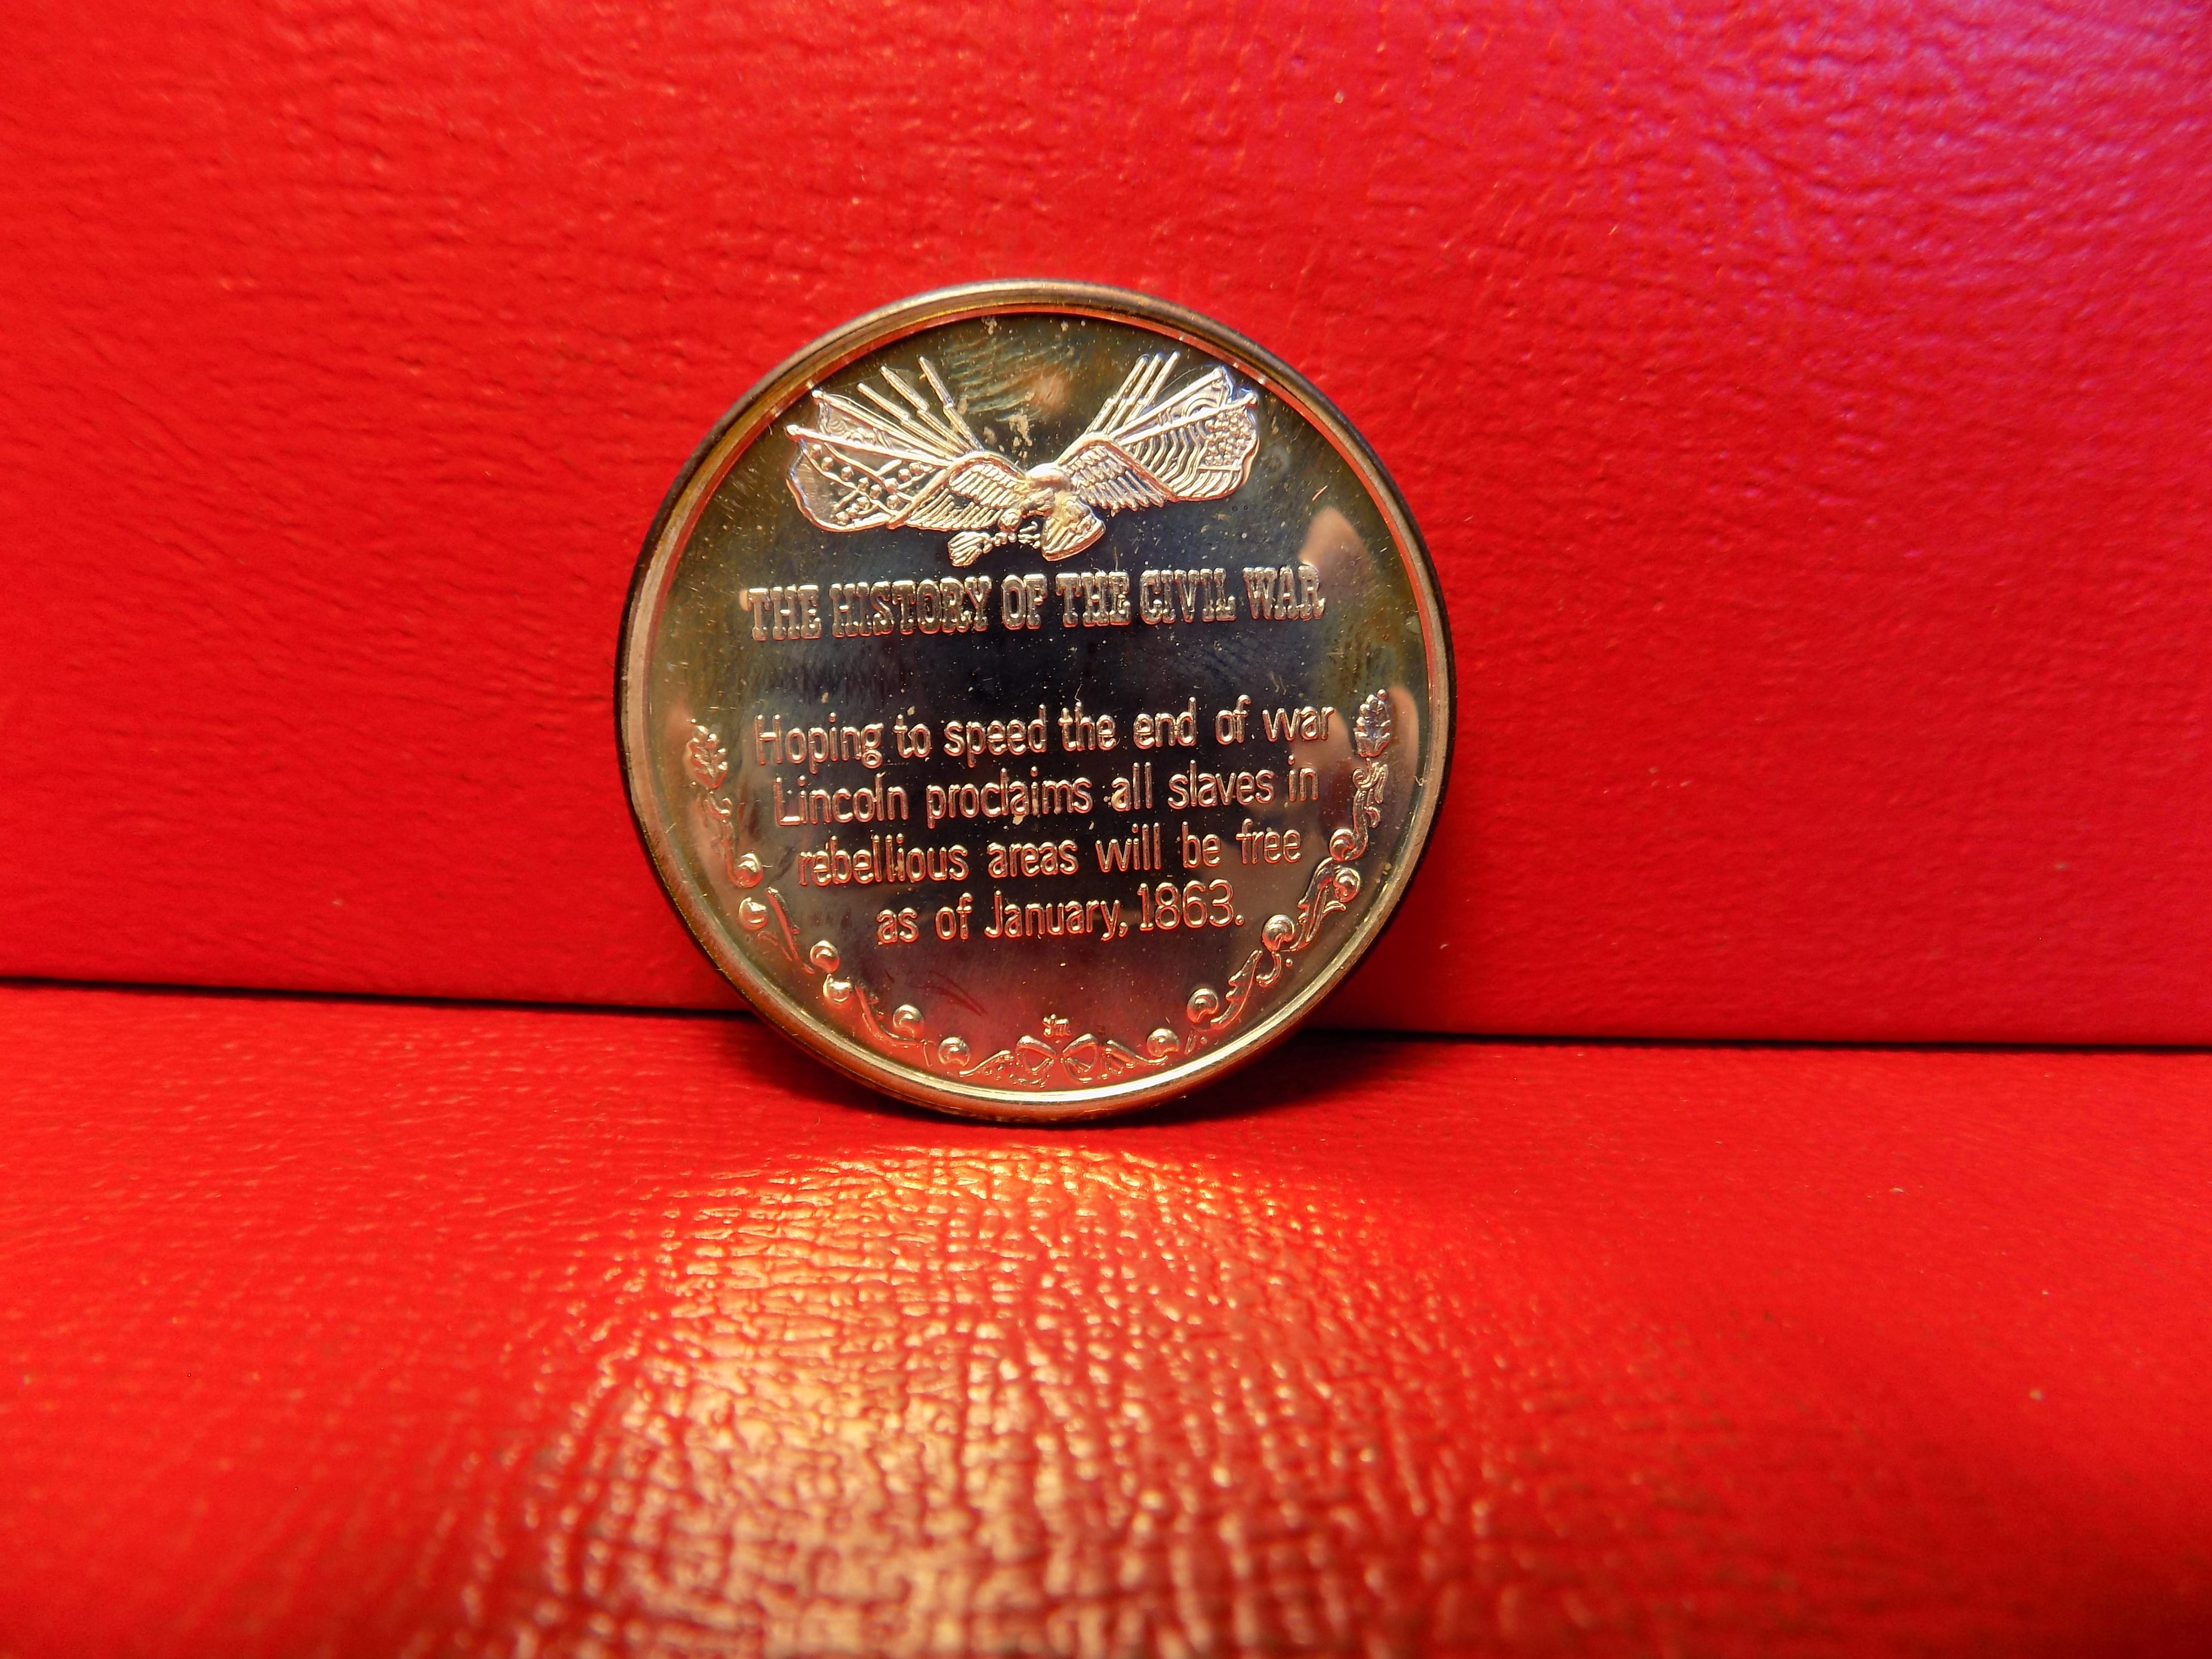 THE HISTORY OF THE CIVIL WAR
Hoping to speed the end of war
Lincoln proclaims all slaves in
rebellious areas will be free
as of January, 1863.